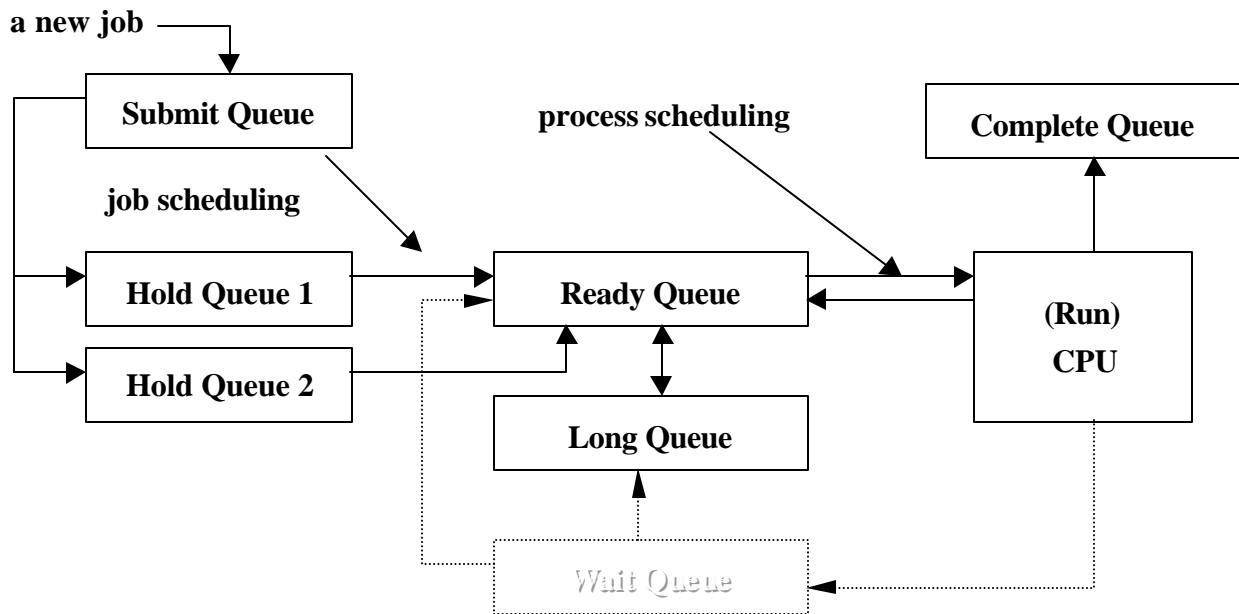 a new job
Submit Queue
process scheduling
Complete Queue
job scheduling
Hold Queue 1
Ready Queue
(Run)
CPU
Hold Queue 2
Long Queue
Wait Queue